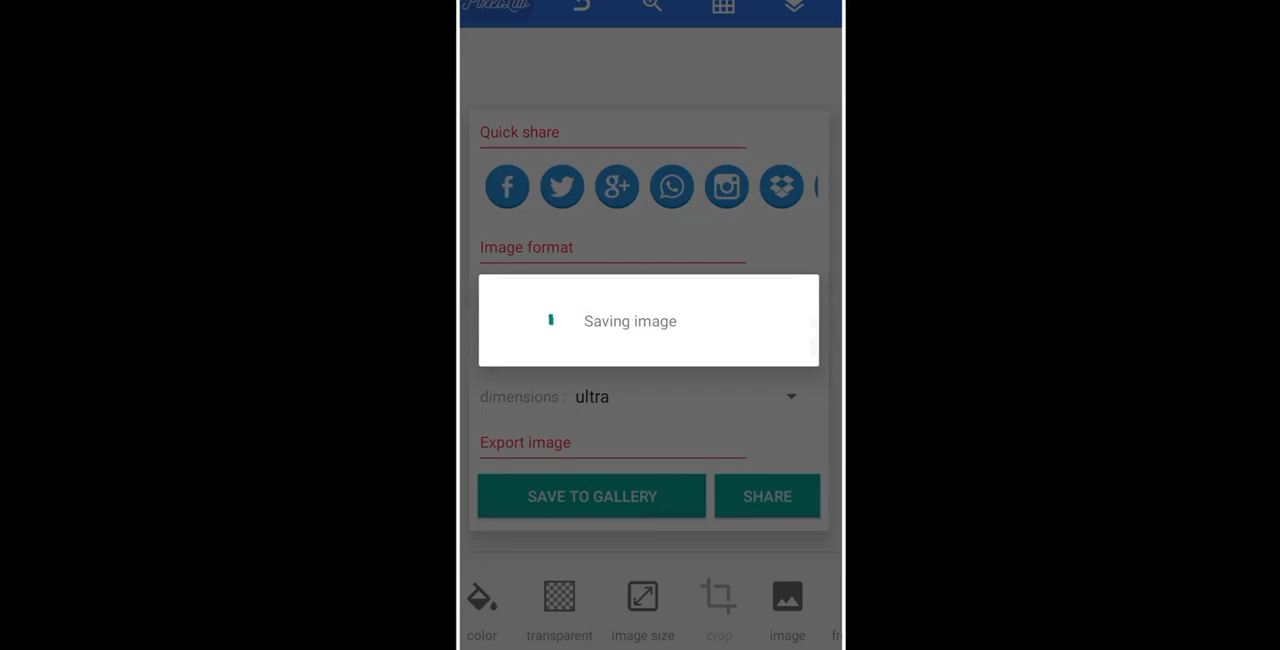 PixelLab
Quick share
Image format
Saving image
dimensions : ultra
Export image
SAVE TO GALLERY SHARE
color transparent image size crop image